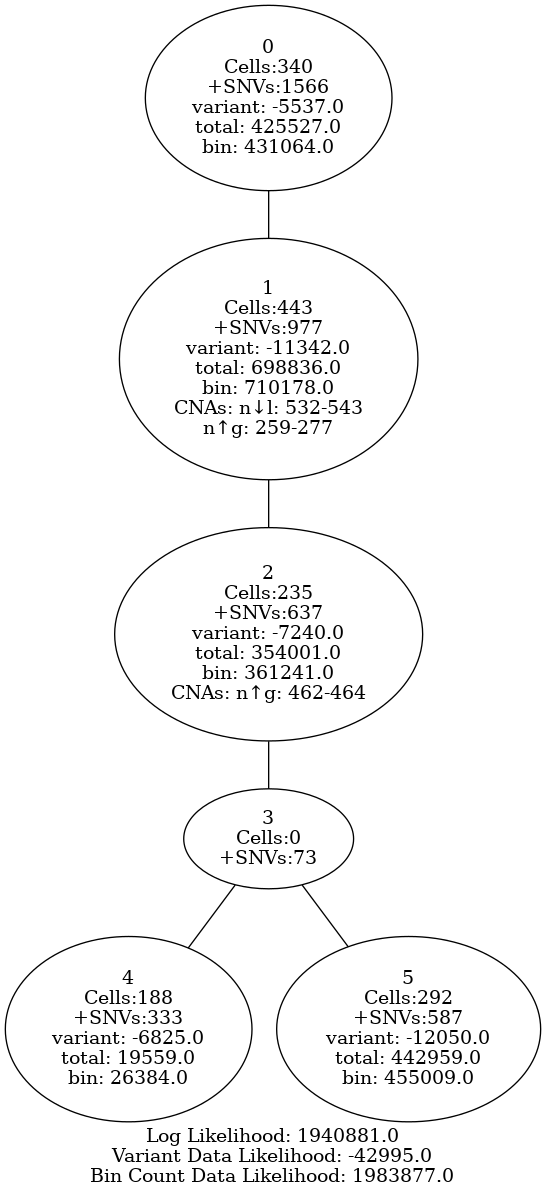 0
Cells:340
+SNVs:1566
variant: -5537.0
total: 425527.0
bin: 431064.0
1
Cells:443
+SNVs:977
variant: -11342.0
total: 698836.0
bin: 710178.0
CNAs: n↓l: 532-543
n↑g: 259-277
2
Cells:235
+SNVs:637
variant: -7240.0
total: 354001.0
bin: 361241.0
CNAs: n↑g: 462-464
3
Cells:0
+SNVs:73
4
Cells:188
+SNVs:333
variant: -6825.0
total: 19559.0
bin: 26384.0
5
Cells:292
+SNVs:587
variant: -12050.0
total: 442959.0
bin: 455009.0
Log Likelihood: 1940881.0
Variant Data Likelihood: -42995.0
Bin Count Data Likelihood: 1983877.0